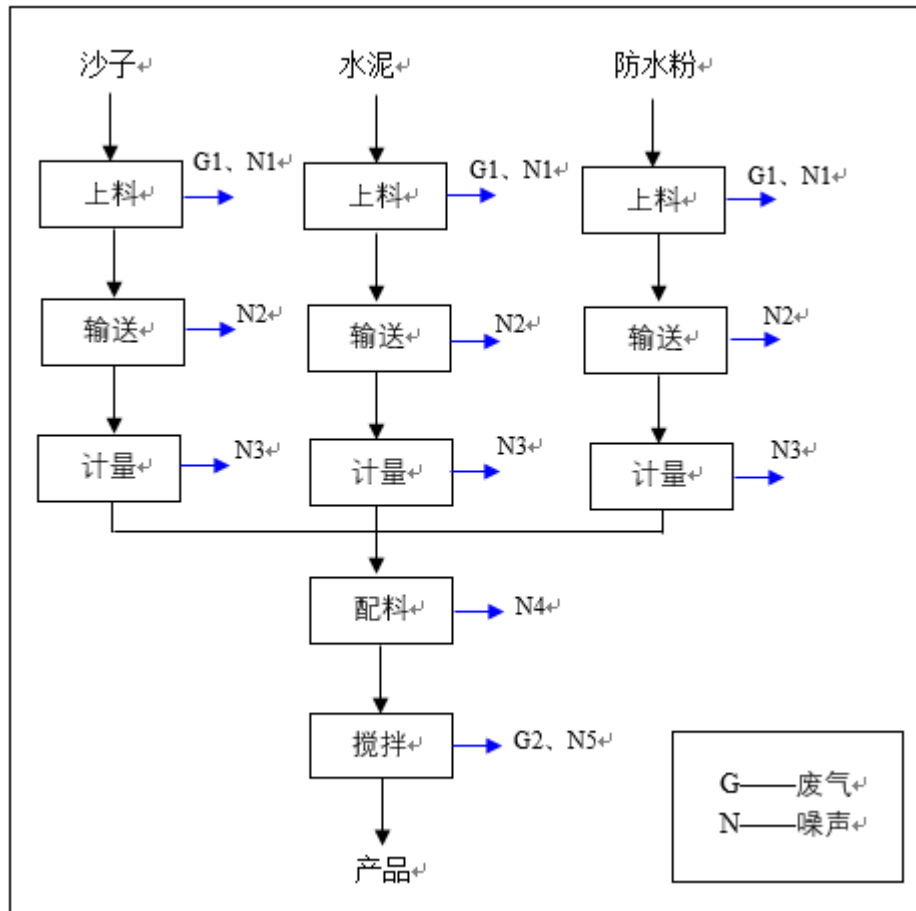 沙子 水泥 防水粉
G1、N1 G1、N1 G1、N1
上料 上料 上料
N2 N2 N2
输送 输送 输送
N3 N3 N3
计量 计量 计量
配料 N4
搅拌 G2、N5
G——废气
N——噪声
产品